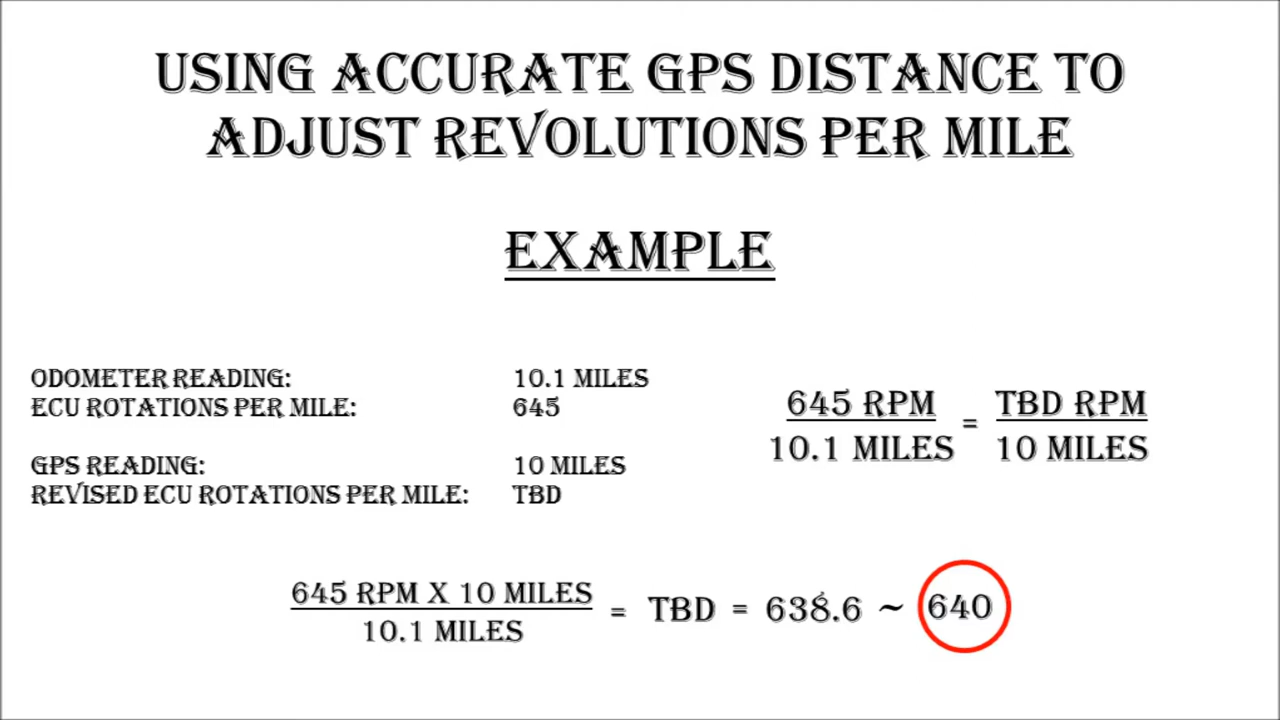 USING ACCURATE GPS DISTANCE TO
ADJUST REVOLUTIONS PER MILE
EXAMPLE
ODOMETER READING: 10.1 MILES
ECU ROTATIONS PER MILE: 645
GPS READING: 10 MILES
REVISED ECU ROTATIONS PER MILE: TBD
645 RPM = TBD RPM
10.1 MILES 10 MILES
645 RPM X 10 MILES = TBD = 638.6 ~ 640
10.1 MILES